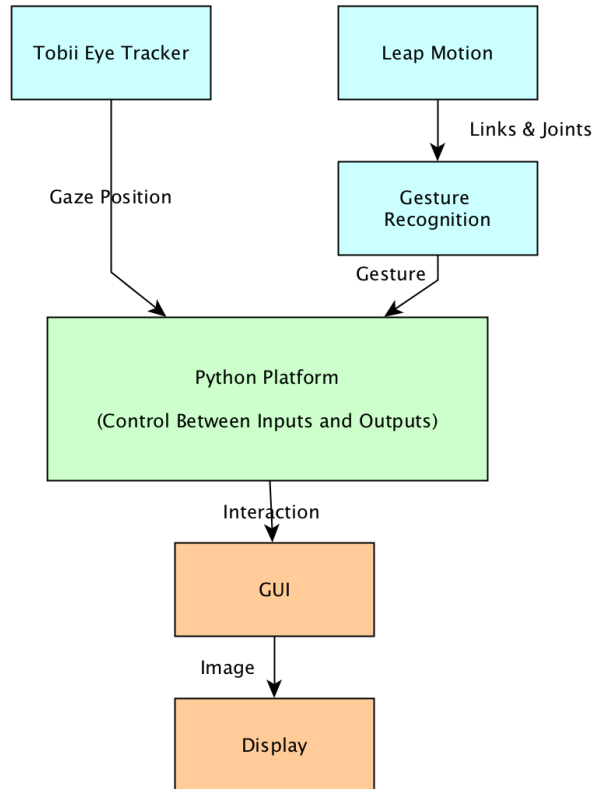 Tobii Eye Tracker
Leap Motion
Links & Joints
Gaze Position
Gesture
Recognition
Gesture
Python Platform
(Control Between Inputs and Outputs)
Interaction
GUI
Image
Display